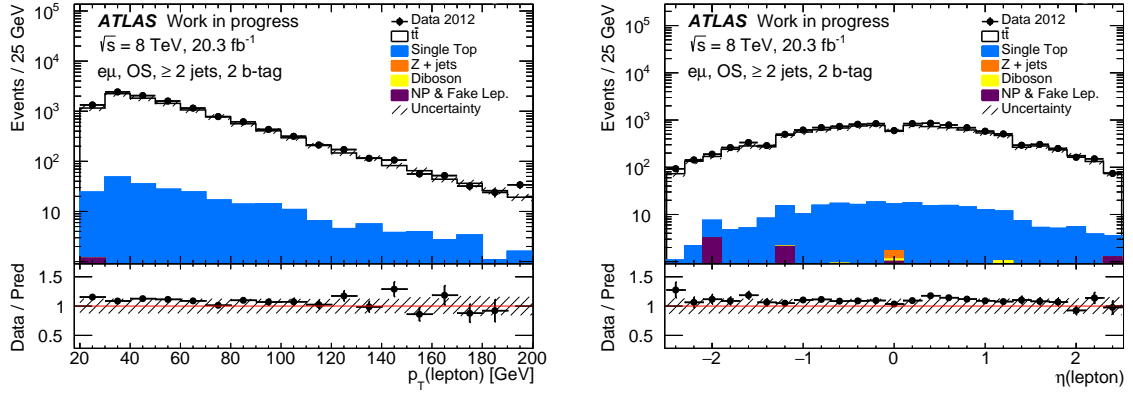 ATLAS Work in progress
√s = 8 TeV, 20.3 fb⁻¹
eμ, OS, ≥ 2 jets, 2 b-tag
Data 2012
tt̄
Single Top
Z + jets
Diboson
NP & Fake Lep.
Uncertainty
Events / 25 GeV
10⁵
10⁴
10³
10²
10
Data / Pred
1.5
1
0.5
20 40 60 80 100 120 140 160 180 200
p_T(lepton) [GeV]
ATLAS Work in progress
√s = 8 TeV, 20.3 fb⁻¹
eμ, OS, ≥ 2 jets, 2 b-tag
Data 2012
tt̄
Single Top
Z + jets
Diboson
NP & Fake Lep.
Uncertainty
Events / 25 GeV
10⁵
10⁴
10³
10²
10
Data / Pred
1.5
1
0.5
−2 −1 0 1 2
η(lepton)